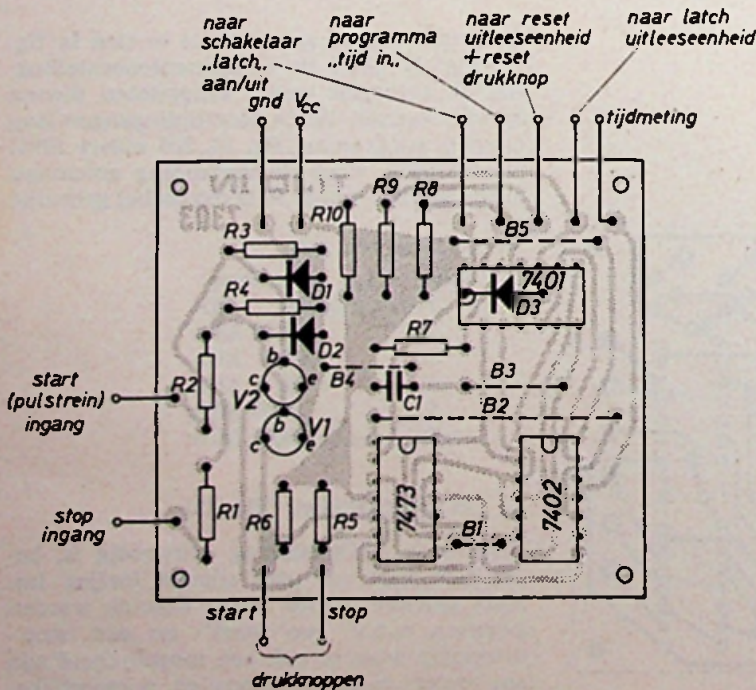 naar
schakelaar
„latch„
aan/uit
gnd Vcc
naar
programma
„tijd in„
naar reset
uitleeseenheid
+reset
drukknop
naar latch
uitleeseenheid
tijdmeting
R10
R9
R8
R3
B5
D1
7401
D3
R4
D2
R7
R2
b
c
e
V2
B4
C1
B3
B2
b
c
e
V1
start
(pulstrein)
ingang
stop
ingang
R1
R6
R5
7473
B1
7402
start
stop
drukknoppen